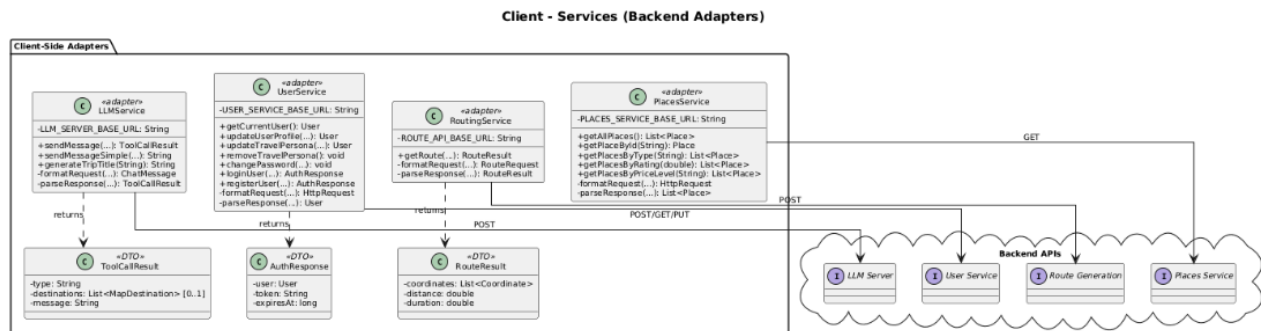 Client - Services (Backend Adapters)
Client-Side Adapters
C
«adapter»
LLMService
-LLM_SERVER_BASE_URL: String
+sendMessage(...): ToolCallResult
+sendMessageSimple(...): String
+generateTripTitle(String): String
-formatRequest(...): ChatMessage
-parseResponse(...): ToolCallResult
C
«adapter»
UserService
-USER_SERVICE_BASE_URL: String
+getCurrentUser(): User
+updateUserProfile(...): User
+updateTravelPersona(...): User
+removeTravelPersona(): void
+changePassword(...): void
+loginUser(...): AuthResponse
+registerUser(...): AuthResponse
-formatRequest(...): HttpRequest
-parseResponse(...): User
C
«adapter»
RoutingService
-ROUTE_API_BASE_URL: String
+getRoute(...): RouteResult
-formatRequest(...): RouteRequest
-parseResponse(...): RouteResult
C
«adapter»
PlacesService
-PLACES_SERVICE_BASE_URL: String
+getAllPlaces(): List<Place>
+getPlaceById(String): Place
+getPlacesByType(String): List<Place>
+getPlacesByRating(double): List<Place>
+getPlacesByPriceLevel(String): List<Place>
-formatRequest(...): HttpRequest
-parseResponse(...): List<Place>
GET
POST
POST/GET/PUT
POST
returns
returns
returns
C
«DTO»
ToolCallResult
-type: String
-destinations: List<MapDestination> [0..1]
-message: String
C
«DTO»
AuthResponse
-user: User
-token: String
-expiresAt: long
C
«DTO»
RouteResult
-coordinates: List<Coordinate>
-distance: double
-duration: double
Backend APIs
I
LLM Server
I
User Service
I
Route Generation
I
Places Service